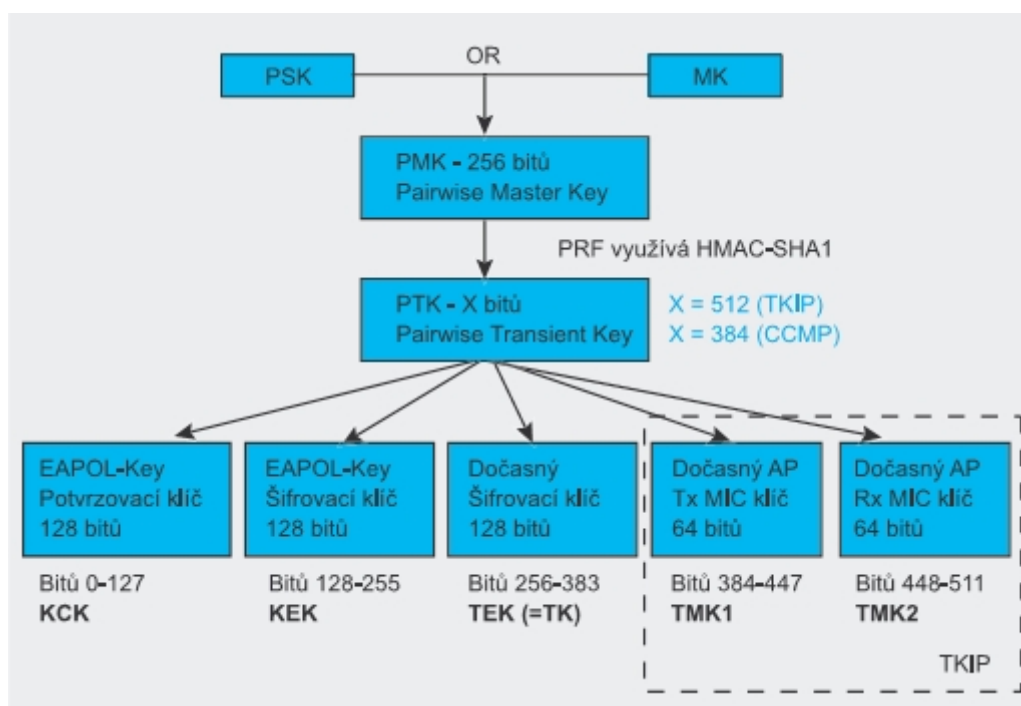 OR
PSK
MK
PMK - 256 bitů
Pairwise Master Key
PRF využívá HMAC-SHA1
PTK - X bitů
Pairwise Transient Key
X = 512 (TKIP)
X = 384 (CCMP)
EAPOL-Key
Potvrzovací klíč
128 bitů
EAPOL-Key
Šifrovací klíč
128 bitů
Dočasný
Šifrovací klíč
128 bitů
Dočasný AP
Tx MIC klíč
64 bitů
Dočasný AP
Rx MIC klíč
64 bitů
Bitů 0-127
KCK
Bitů 128-255
KEK
Bitů 256-383
TEK (=TK)
Bitů 384-447
TMK1
Bitů 448-511
TMK2
TKIP